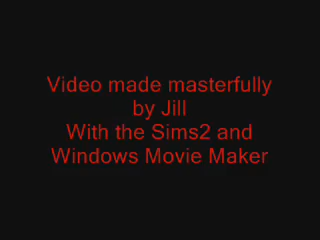 Video made masterfully
by Jill
With the Sims2 and
Windows Movie Maker